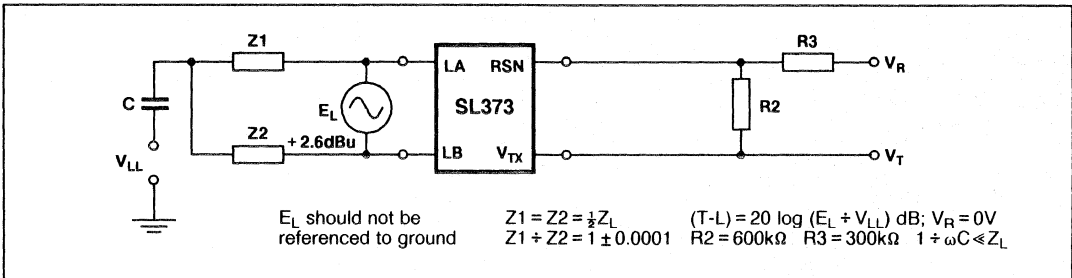 Z1
R3
LA RSN
V_R
C
E_L
SL373
R2
Z2
+ 2.6dBu
V_LL
LB V_TX
V_T
E_L should not be
referenced to ground
Z1 = Z2 = ½Z_L
Z1 ÷ Z2 = 1 ± 0.0001
(T-L) = 20 log (E_L ÷ V_LL) dB; V_R = 0V
R2 = 600kΩ R3 = 300kΩ 1 ÷ ωC ≪ Z_L